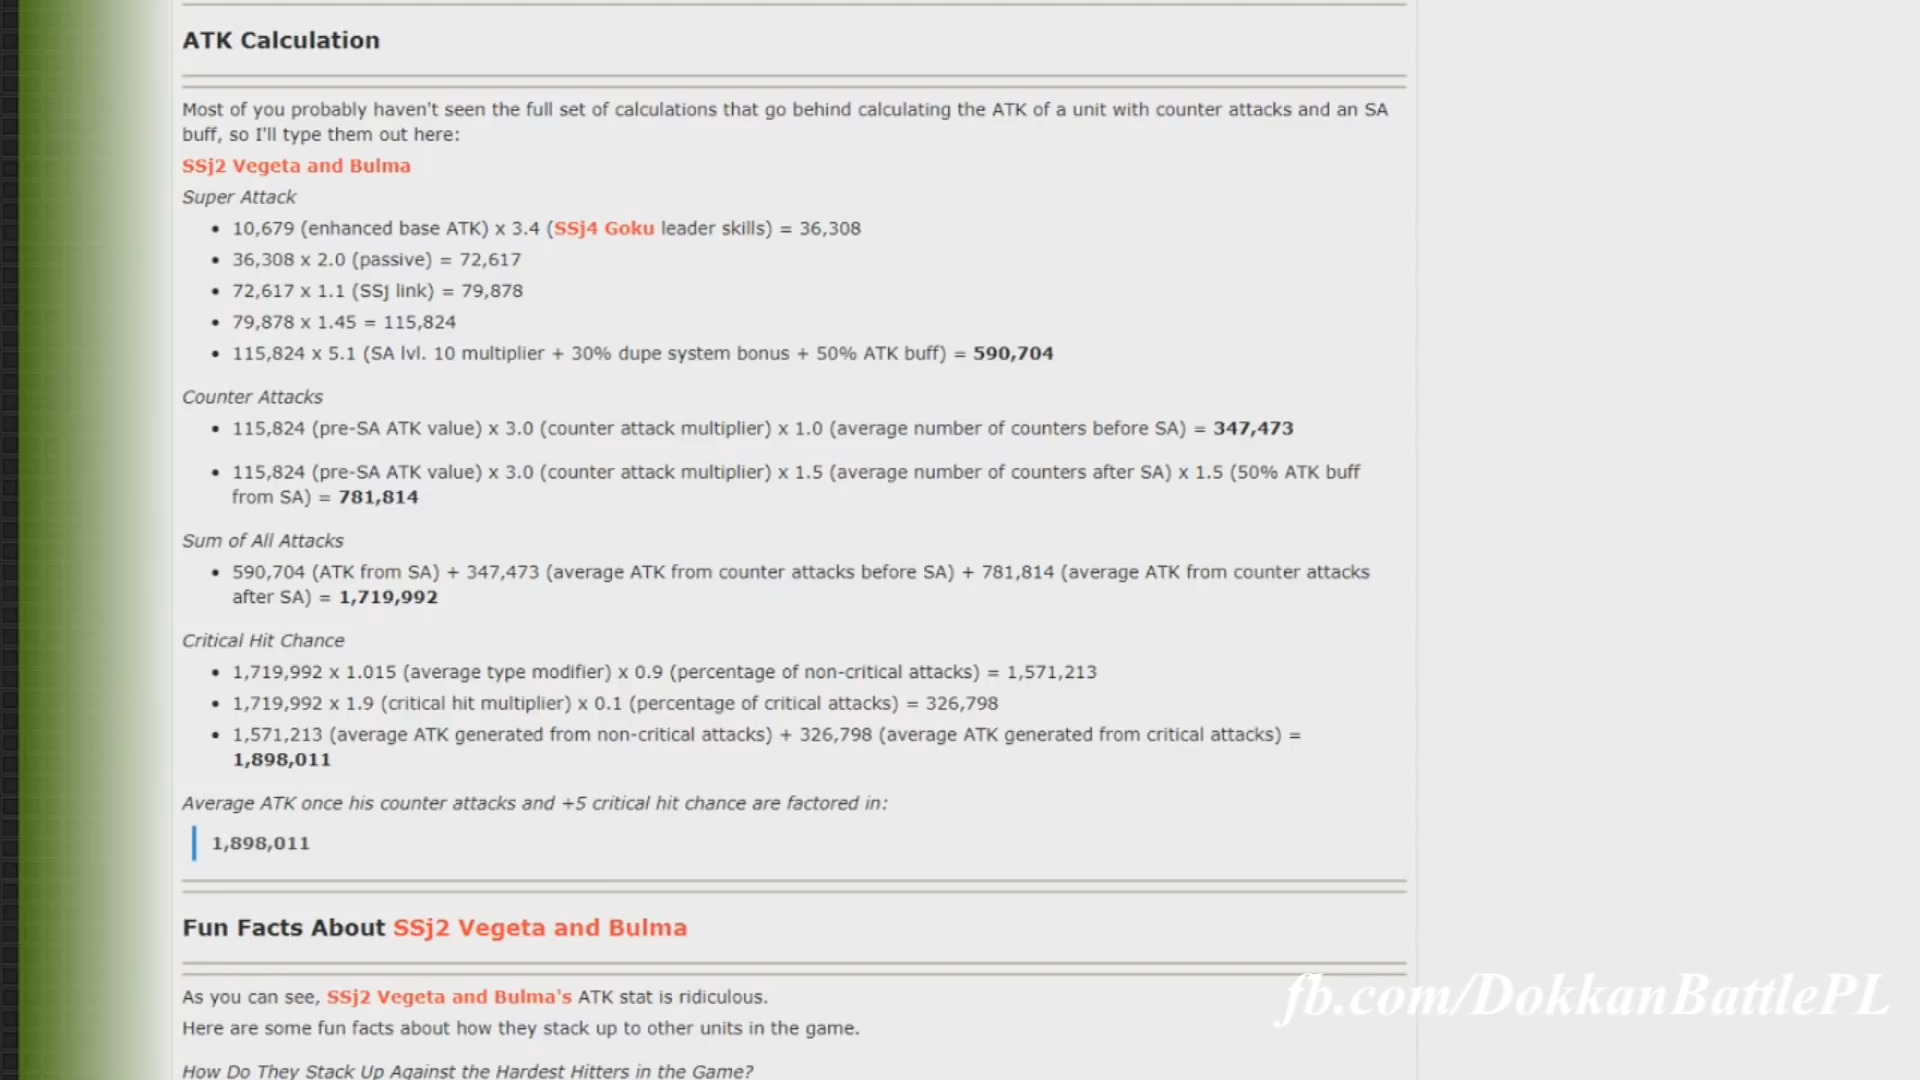 ATK Calculation
Most of you probably haven't seen the full set of calculations that go behind calculating the ATK of a unit with counter attacks and an SA
buff, so I'll type them out here:
SSj2 Vegeta and Bulma
Super Attack
• 10,679 (enhanced base ATK) x 3.4 (SSj4 Goku leader skills) = 36,308
• 36,308 x 2.0 (passive) = 72,617
• 72,617 x 1.1 (SSj link) = 79,878
• 79,878 x 1.45 = 115,824
• 115,824 x 5.1 (SA lvl. 10 multiplier + 30% dupe system bonus + 50% ATK buff) = 590,704
Counter Attacks
• 115,824 (pre-SA ATK value) x 3.0 (counter attack multiplier) x 1.0 (average number of counters before SA) = 347,473
• 115,824 (pre-SA ATK value) x 3.0 (counter attack multiplier) x 1.5 (average number of counters after SA) x 1.5 (50% ATK buff
from SA) = 781,814
Sum of All Attacks
• 590,704 (ATK from SA) + 347,473 (average ATK from counter attacks before SA) + 781,814 (average ATK from counter attacks
after SA) = 1,719,992
Critical Hit Chance
• 1,719,992 x 1.015 (average type modifier) x 0.9 (percentage of non-critical attacks) = 1,571,213
• 1,719,992 x 1.9 (critical hit multiplier) x 0.1 (percentage of critical attacks) = 326,798
• 1,571,213 (average ATK generated from non-critical attacks) + 326,798 (average ATK generated from critical attacks) =
1,898,011
Average ATK once his counter attacks and +5 critical hit chance are factored in:
1,898,011
Fun Facts About SSj2 Vegeta and Bulma
As you can see, SSj2 Vegeta and Bulma's ATK stat is ridiculous.
Here are some fun facts about how they stack up to other units in the game.
How Do They Stack Up Against the Hardest Hitters in the Game?
fb.com/DokkanBattlePL